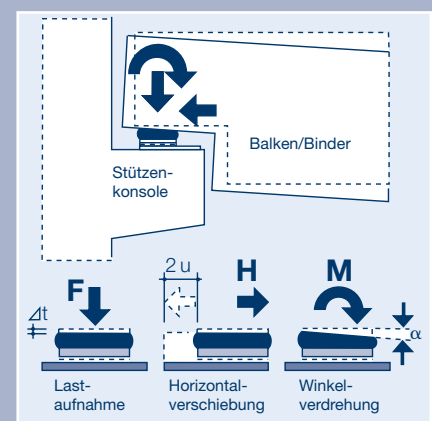 Balken/Binder
Stützen-
konsole
2 u
F
H
M
Δt
α
Last-
aufnahme
Horizontal-
verschiebung
Winkel-
verdrehung